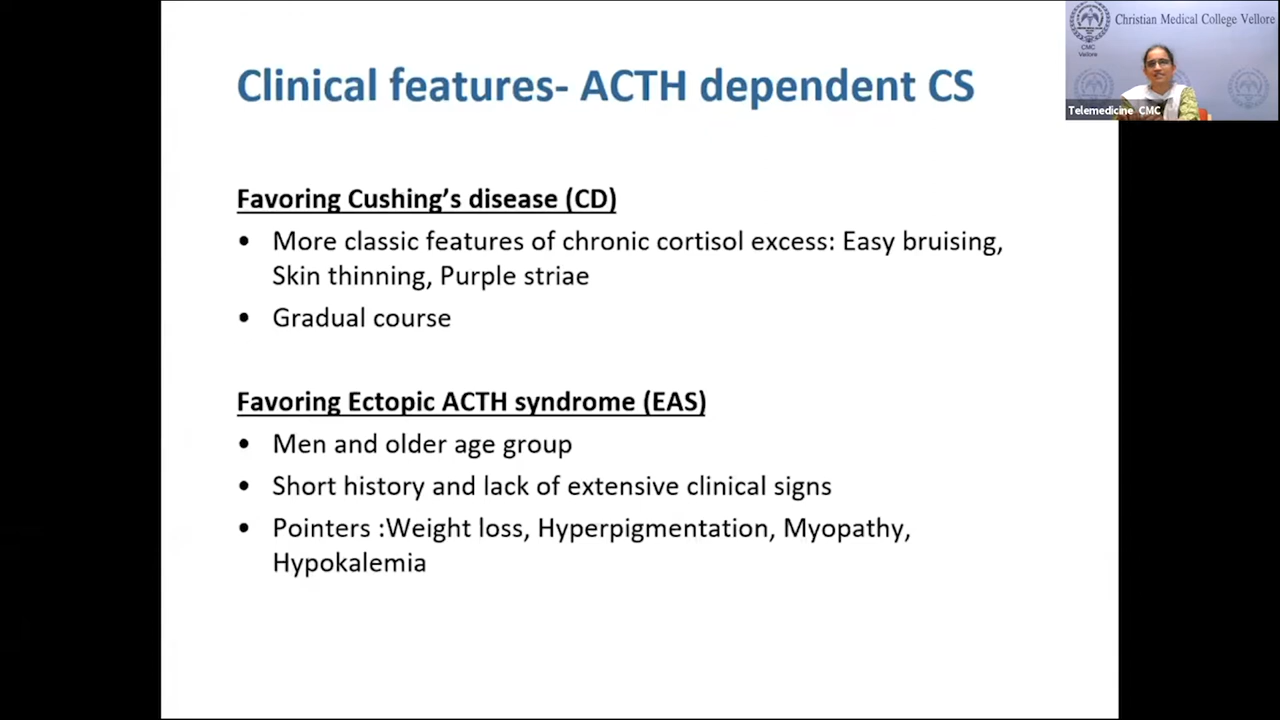 Clinical features- ACTH dependent CS
Christian Medical College Vellore
CMC
Vellore
Telemedicine CMC
Favoring Cushing's disease (CD)
• More classic features of chronic cortisol excess: Easy bruising,
Skin thinning, Purple striae
• Gradual course
Favoring Ectopic ACTH syndrome (EAS)
• Men and older age group
• Short history and lack of extensive clinical signs
• Pointers :Weight loss, Hyperpigmentation, Myopathy,
Hypokalemia